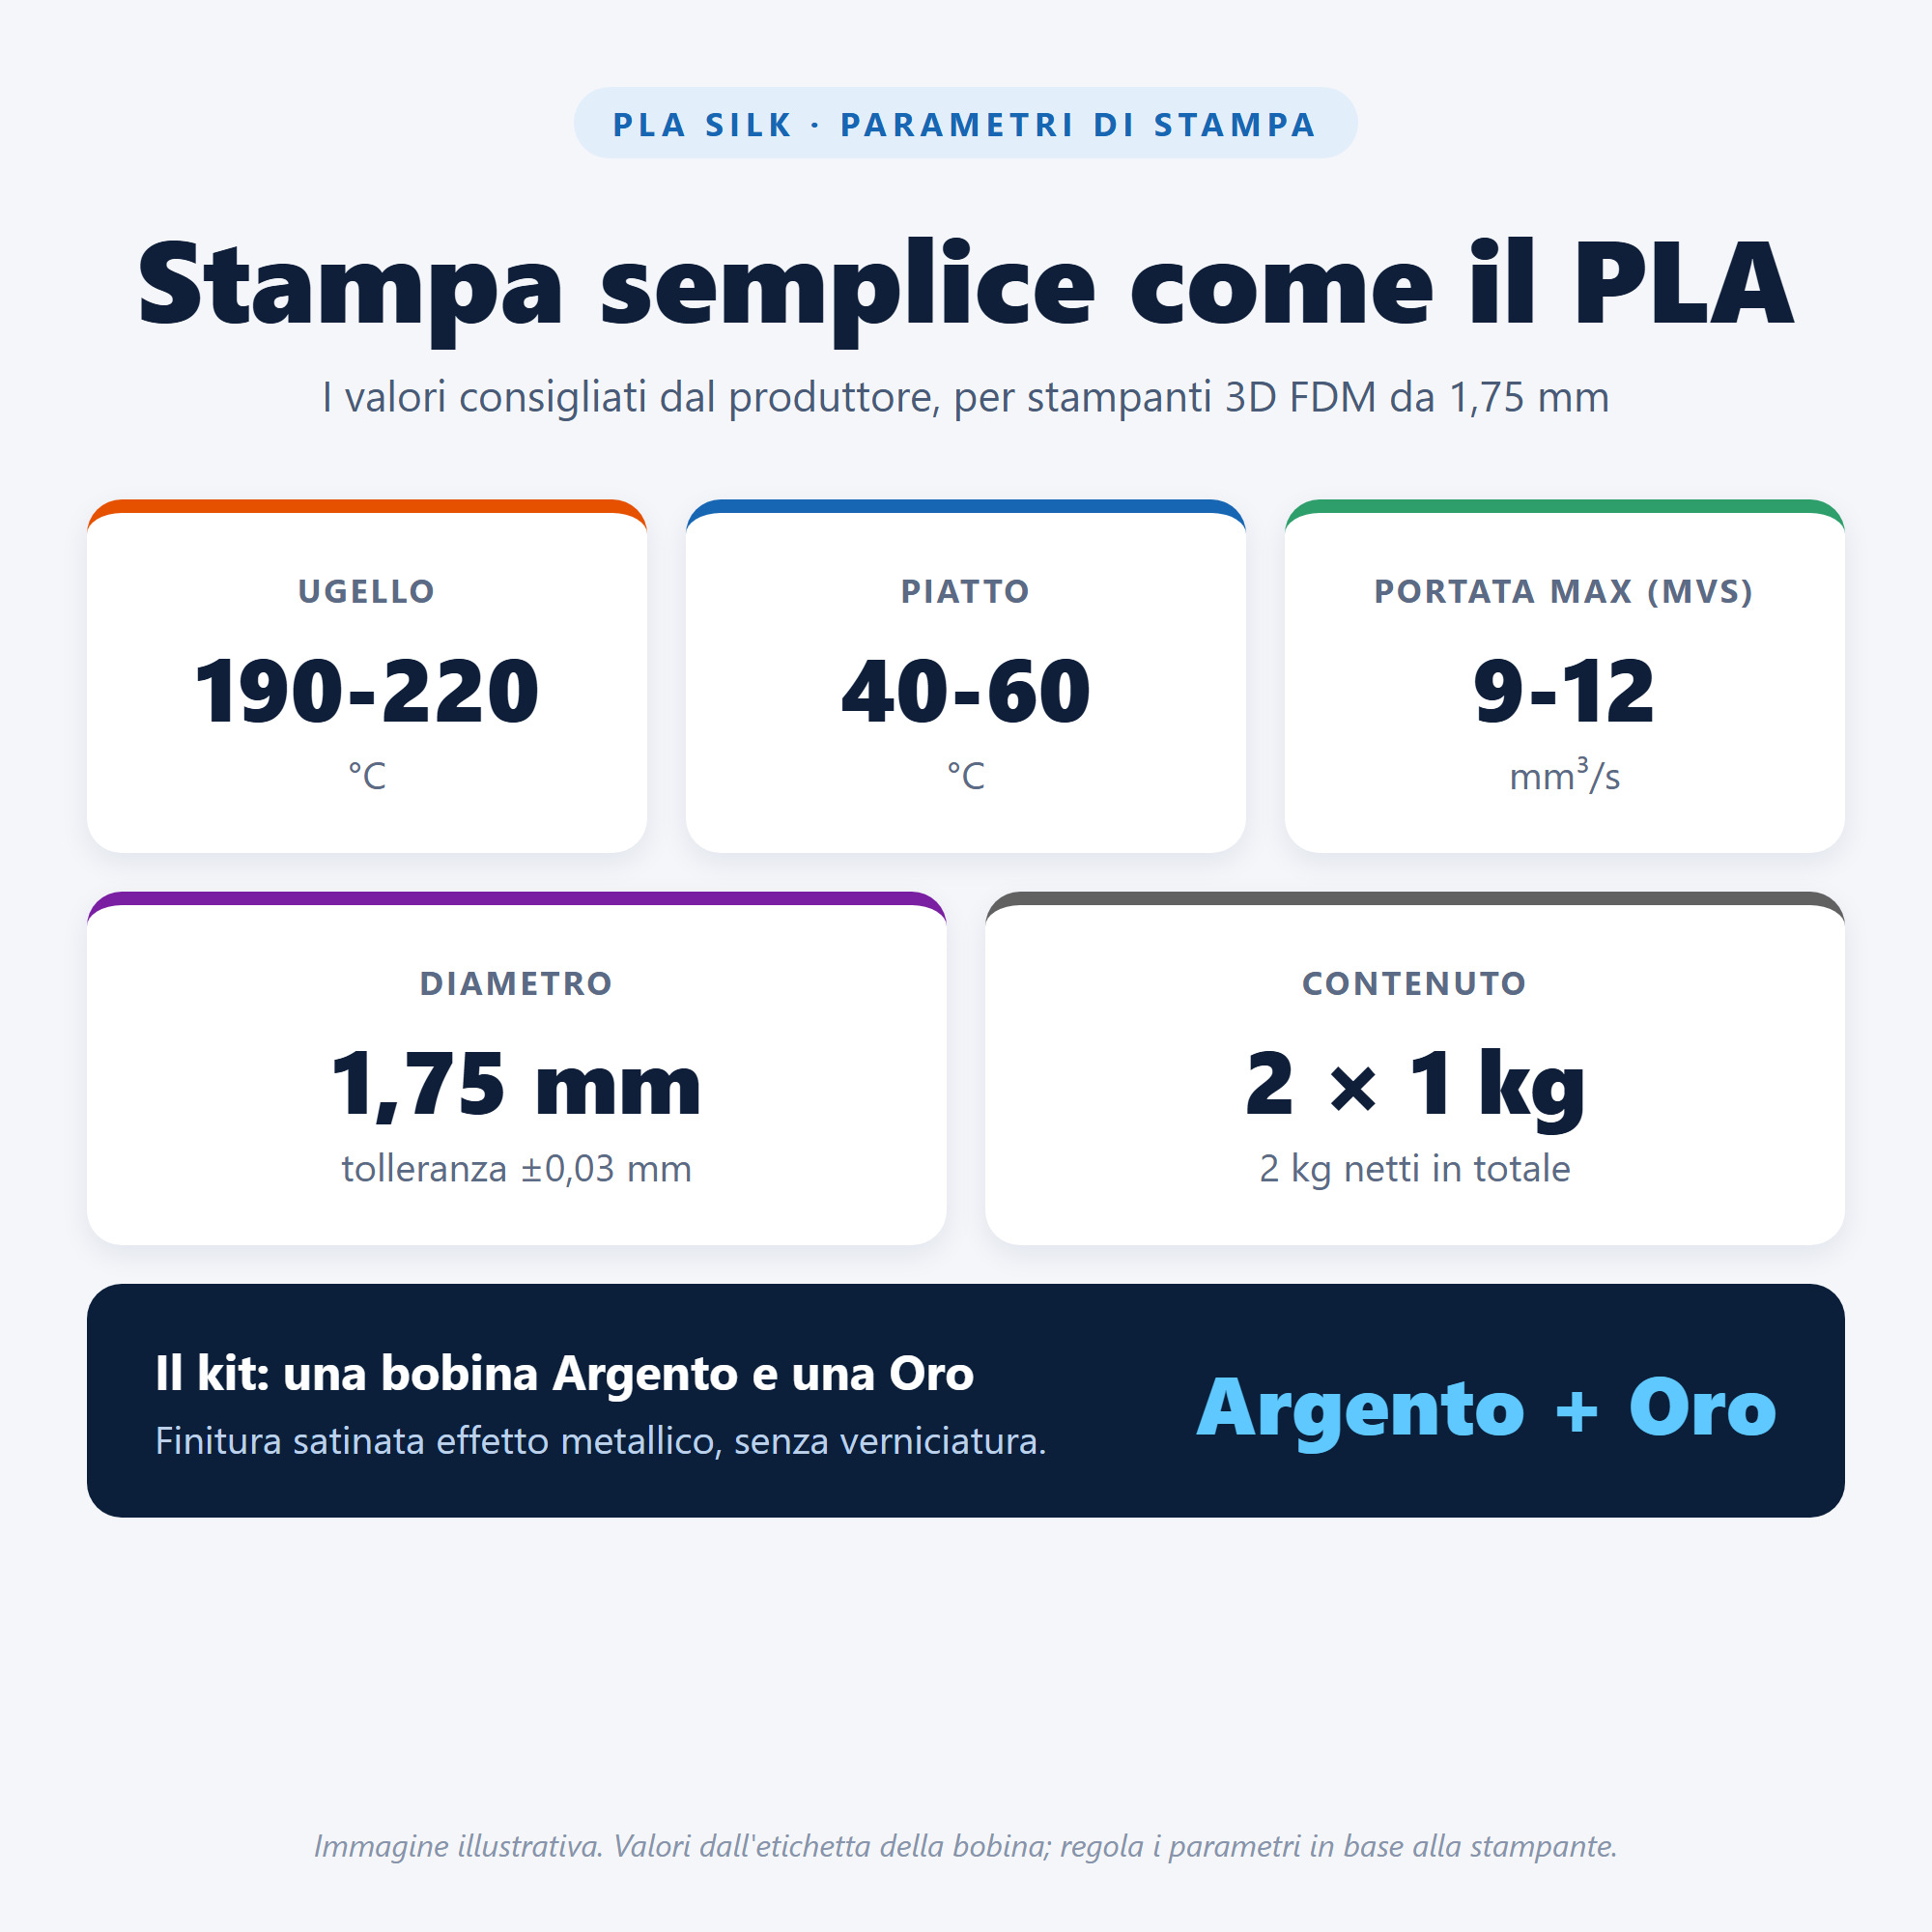 PLA SILK · PARAMETRI DI STAMPA
Stampa semplice come il PLA
I valori consigliati dal produttore, per stampanti 3D FDM da 1,75 mm
UGELLO
190-220
°C
PIATTO
40-60
°C
PORTATA MAX (MVS)
9-12
mm³/s
DIAMETRO
1,75 mm
tolleranza ±0,03 mm
CONTENUTO
2 × 1 kg
2 kg netti in totale
Il kit: una bobina Argento e una Oro
Finitura satinata effetto metallico, senza verniciatura.
Argento + Oro
Immagine illustrativa. Valori dall'etichetta della bobina; regola i parametri in base alla stampante.